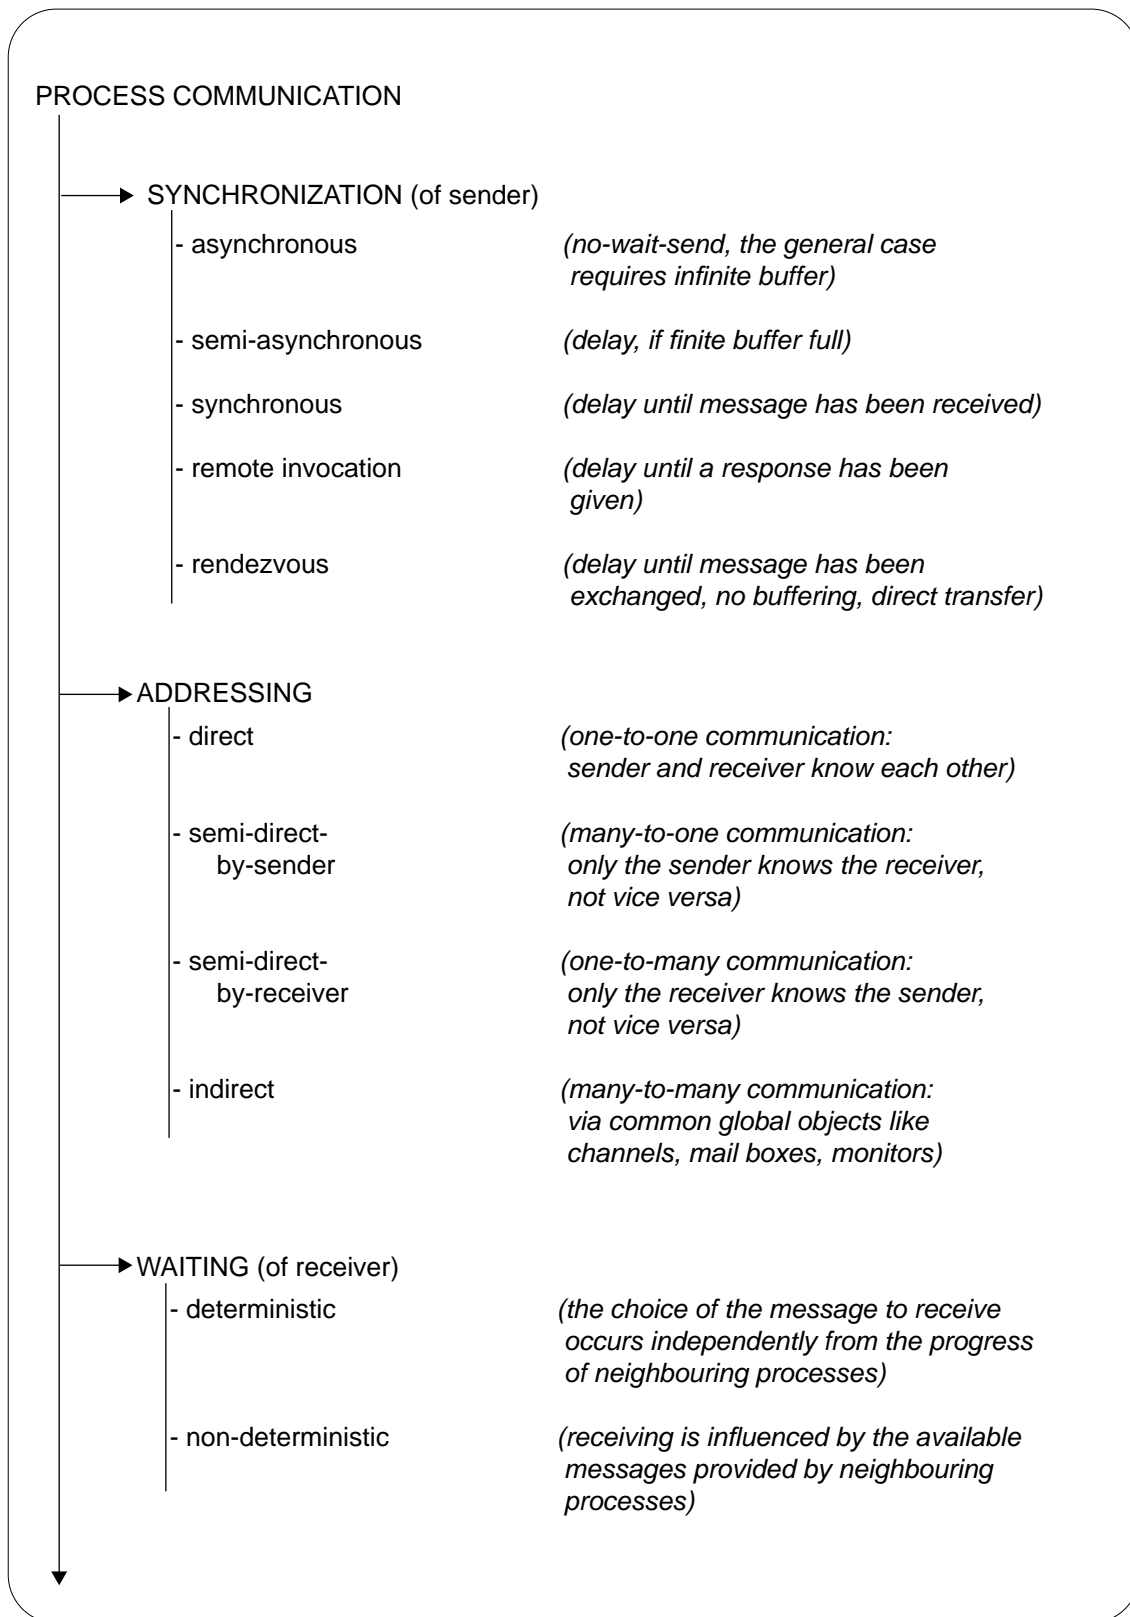 PROCESS COMMUNICATION
SYNCHRONIZATION (of sender)
- asynchronous (no-wait-send, the general case
requires infinite buffer)
- semi-asynchronous (delay, if finite buffer full)
- synchronous (delay until message has been received)
- remote invocation (delay until a response has been
given)
- rendezvous (delay until message has been
exchanged, no buffering, direct transfer)
ADDRESSING
- direct (one-to-one communication:
sender and receiver know each other)
- semi-direct- (many-to-one communication:
by-sender only the sender knows the receiver,
not vice versa)
- semi-direct- (one-to-many communication:
by-receiver only the receiver knows the sender,
not vice versa)
- indirect (many-to-many communication:
via common global objects like
channels, mail boxes, monitors)
WAITING (of receiver)
- deterministic (the choice of the message to receive
occurs independently from the progress
of neighbouring processes)
- non-deterministic (receiving is influenced by the available
messages provided by neighbouring
processes)